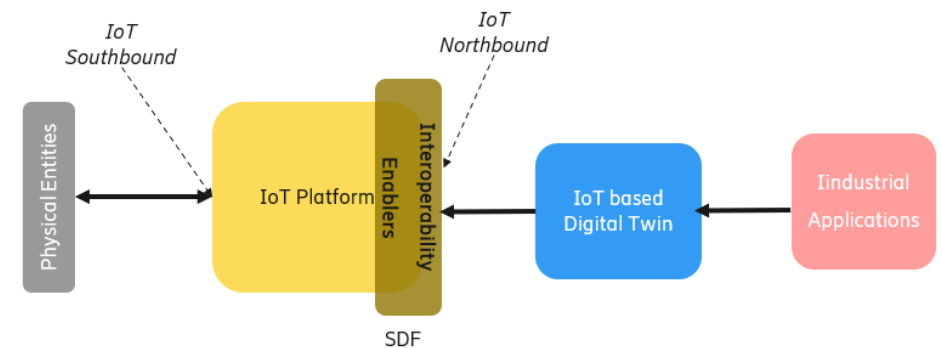 IoT
Southbound
IoT
Northbound
Physical Entities
IoT Platform
Interoperability
Enablers
IoT based
Digital Twin
Iindustrial
Applications
SDF